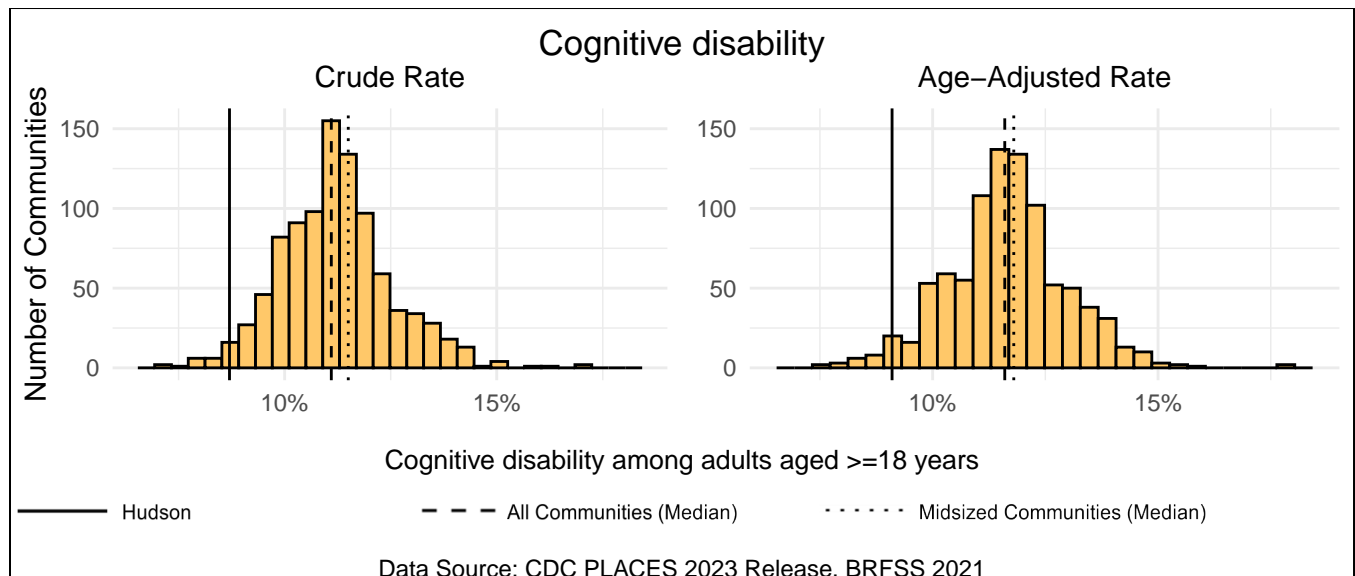 Cognitive disability
Crude Rate
Age−Adjusted Rate
Number of Communities
150
100
50
0
10%
15%
150
100
50
0
10%
15%
Cognitive disability among adults aged >=18 years
Hudson
All Communities (Median)
Midsized Communities (Median)
Data Source: CDC PLACES 2023 Release, BRFSS 2021